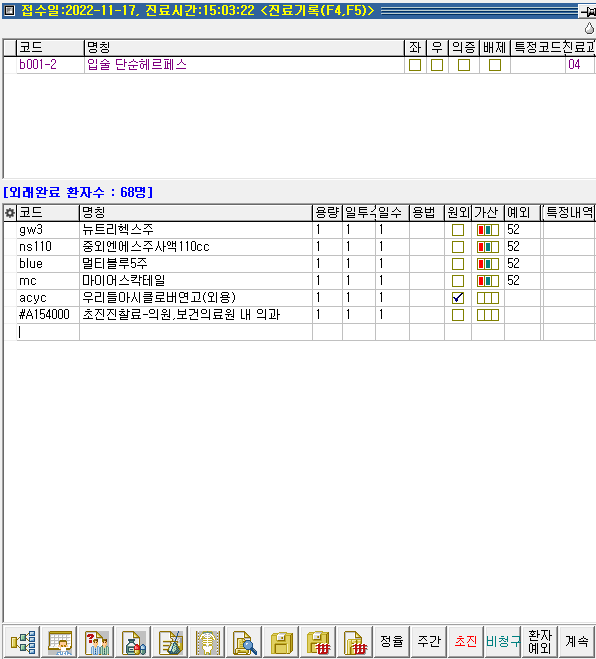 접수일:2022-11-17, 진료시간:15:03:22 <진료기록(F4,F5)>
코드 명칭 좌 우 의증 배제 특정코드 진료과
b001-2 입술 단순헤르페스 04
[외래완료 환자수 : 68명]
코드 명칭 용량 일투수 일수 용법 원외 가산 예외 특정내역
gw3 뉴트리헥스주 1 1 1 52
ns110 중외엔에스주사액110cc 1 1 1 52
blue 멀티블루5주 1 1 1 52
mc 마이어스칵테일 1 1 1 52
acyc 우리들아시클로버연고(외용) 1 1 1
#A154000 초진진찰료-의원,보건의료원 내 의과 1 1 1
정율 주간 초진 비청구 환자예외 계속